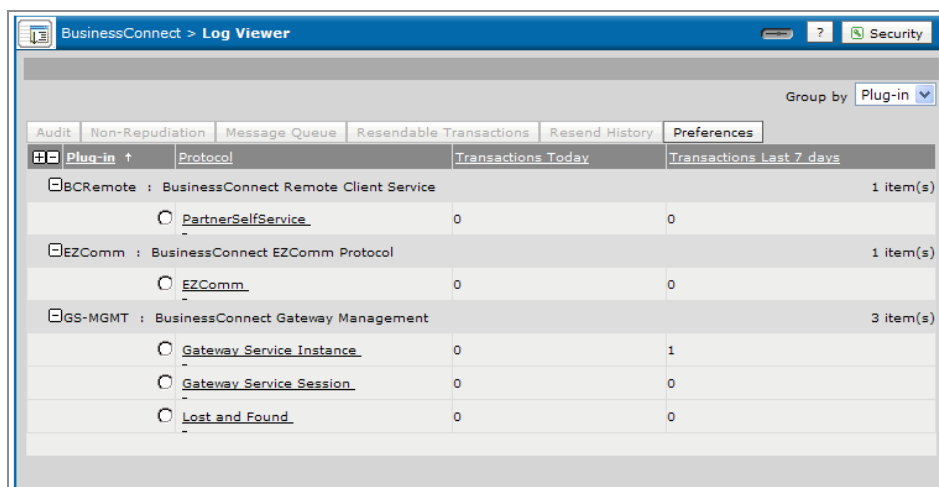 BusinessConnect > Log Viewer ? Security
Group by Plug-in
Audit Non-Repudiation Message Queue Resendable Transactions Resend History Preferences
Plug-in ↑ Protocol Transactions Today Transactions Last 7 days
BCRemote : BusinessConnect Remote Client Service 1 item(s)
PartnerSelfService 0 0
EZComm : BusinessConnect EZComm Protocol 1 item(s)
EZComm 0 0
GS-MGMT : BusinessConnect Gateway Management 3 item(s)
Gateway Service Instance 0 1
Gateway Service Session 0 0
Lost and Found 0 0